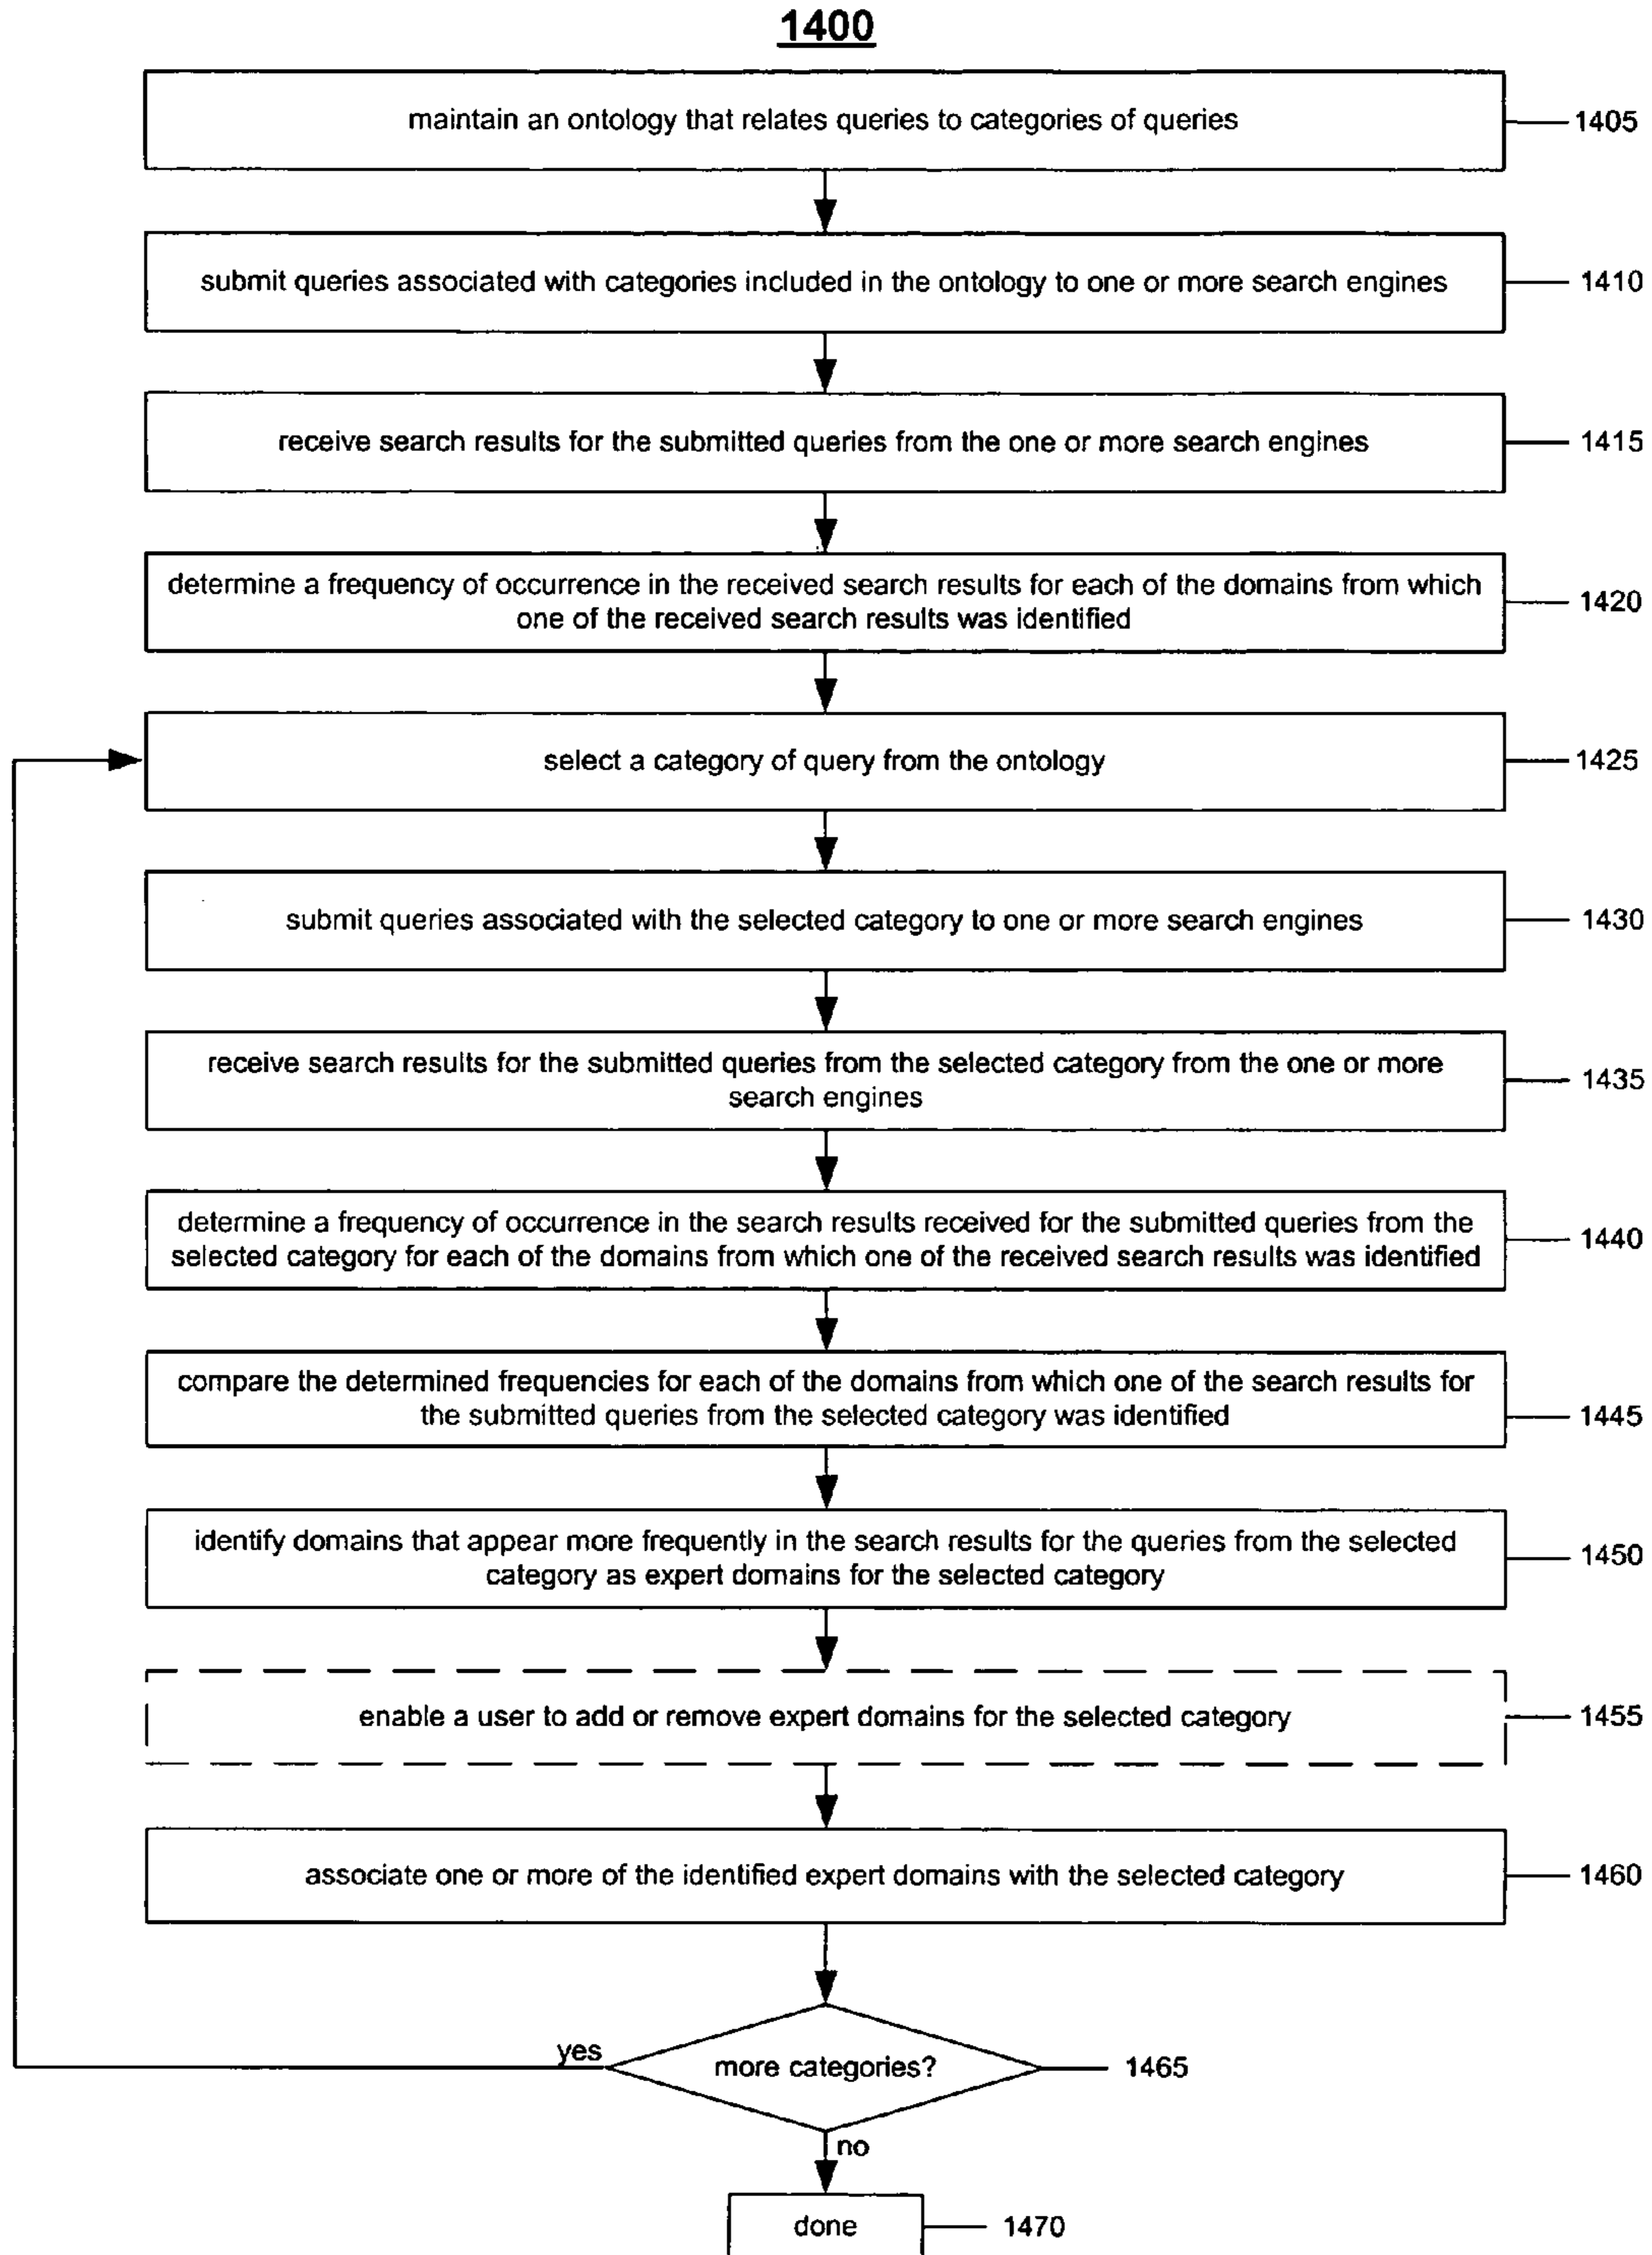 1400
maintain an ontology that relates queries to categories of queries
1405
submit queries associated with categories included in the ontology to one or more search engines
1410
receive search results for the submitted queries from the one or more search engines
1415
determine a frequency of occurrence in the received search results for each of the domains from which
one of the received search results was identified
1420
select a category of query from the ontology
1425
submit queries associated with the selected category to one or more search engines
1430
receive search results for the submitted queries from the selected category from the one or more
search engines
1435
determine a frequency of occurrence in the search results received for the submitted queries from the
selected category for each of the domains from which one of the received search results was identified
1440
compare the determined frequencies for each of the domains from which one of the search results for
the submitted queries from the selected category was identified
1445
identify domains that appear more frequently in the search results for the queries from the selected
category as expert domains for the selected category
1450
enable a user to add or remove expert domains for the selected category
1455
associate one or more of the identified expert domains with the selected category
1460
yes
more categories?
1465
no
done
1470